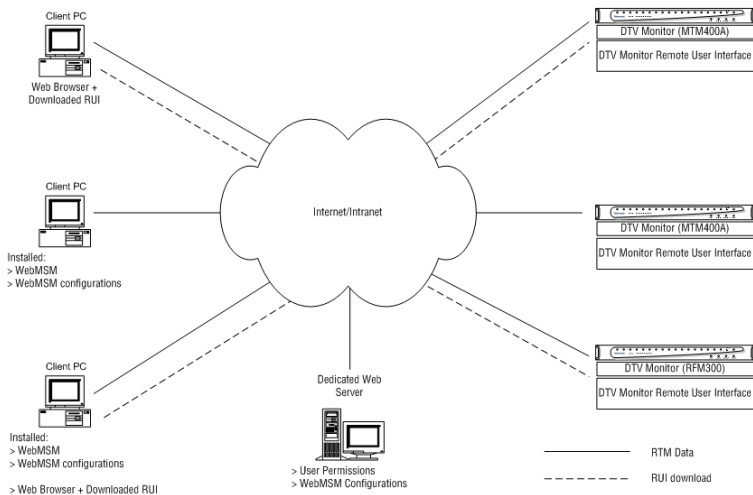 Client PC
Web Browser +
Downloaded RUI
DTV Monitor (MTM400A)
DTV Monitor Remote User Interface
Client PC
Installed:
> WebMSM
> WebMSM configurations
Internet/Intranet
DTV Monitor (MTM400A)
DTV Monitor Remote User Interface
Client PC
Installed:
> WebMSM
> WebMSM configurations
> Web Browser + Downloaded RUI
Dedicated Web
Server
> User Permissions
> WebMSM Configurations
DTV Monitor (RFM300)
DTV Monitor Remote User Interface
RTM Data
RUI download